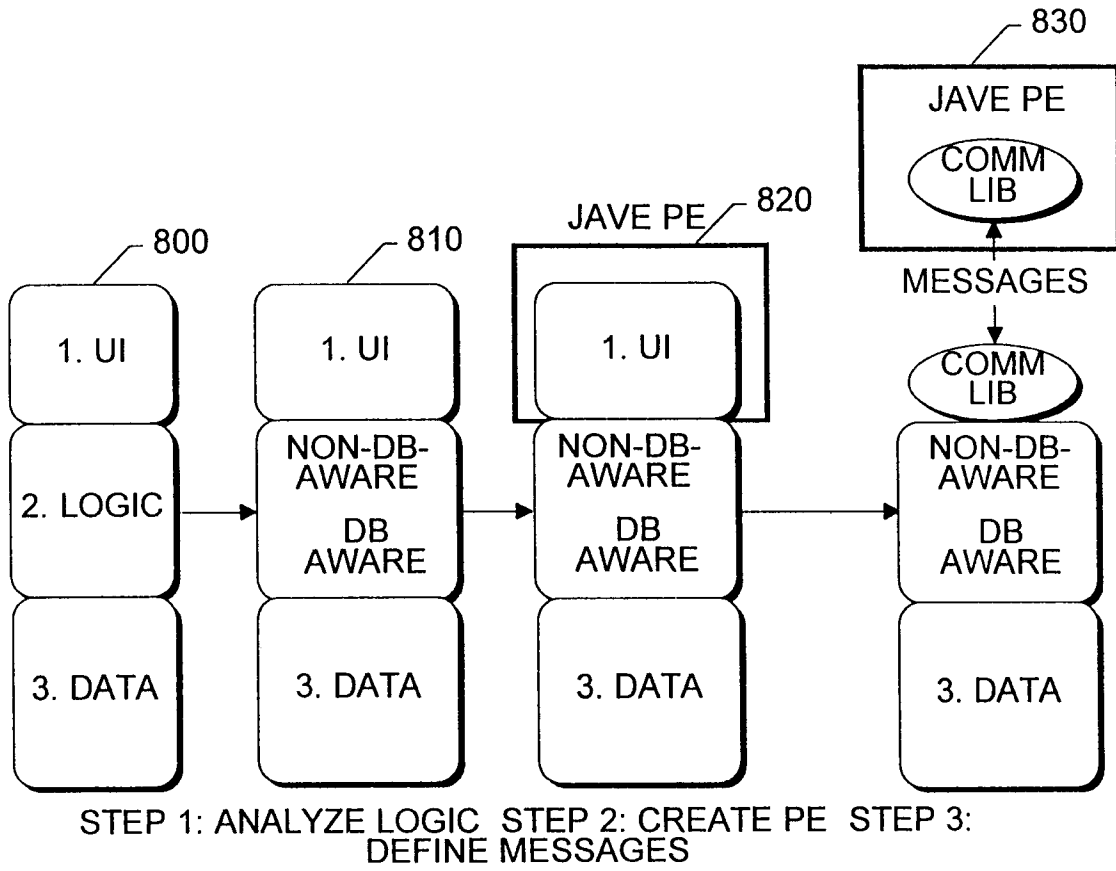 800
1. UI
2. LOGIC
3. DATA
810
1. UI
NON-DB-
AWARE
DB
AWARE
3. DATA
JAVE PE
820
1. UI
NON-DB-
AWARE
DB
AWARE
3. DATA
830
JAVE PE
COMM
LIB
MESSAGES
COMM
LIB
NON-DB-
AWARE
DB
AWARE
3. DATA
STEP 1: ANALYZE LOGIC STEP 2: CREATE PE STEP 3:
DEFINE MESSAGES